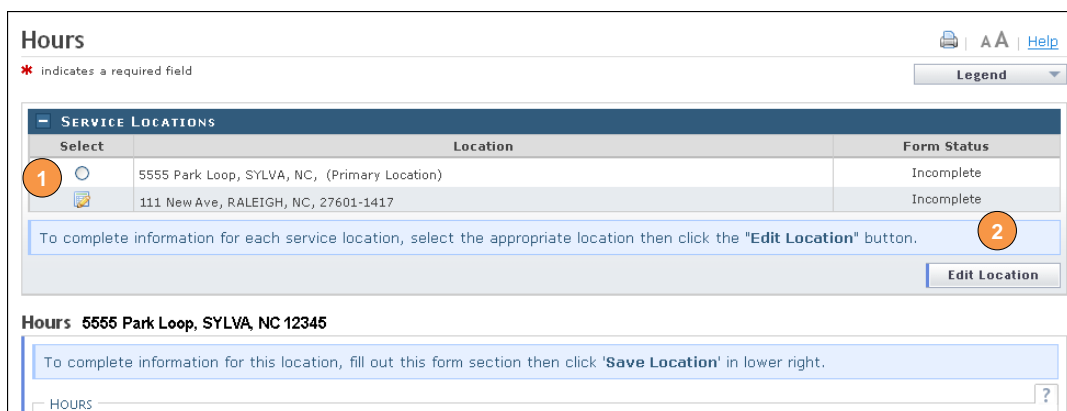 Hours
A A | Help
* indicates a required field
Legend
SERVICE LOCATIONS
Select Location Form Status
1
5555 Park Loop, SYLVA, NC, (Primary Location) Incomplete
111 New Ave, RALEIGH, NC, 27601-1417 Incomplete
To complete information for each service location, select the appropriate location then click the "Edit Location" button.
2
Edit Location
Hours 5555 Park Loop, SYLVA, NC 12345
To complete information for this location, fill out this form section then click 'Save Location' in lower right.
?
HOURS